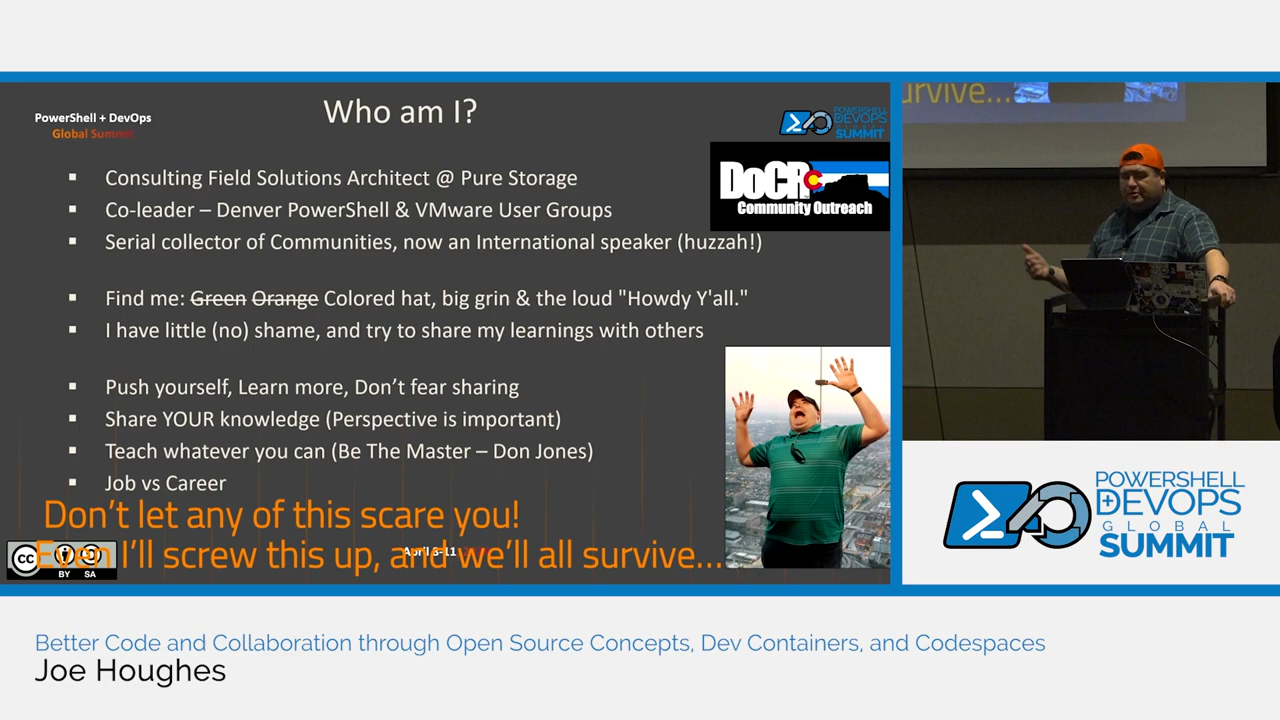 PowerShell + DevOps
Global Summit
Who am I?
POWERSHELL
DEVOPS
GLOBAL
SUMMIT
DoCR
Community Outreach
▪ Consulting Field Solutions Architect @ Pure Storage
▪ Co-leader – Denver PowerShell & VMware User Groups
▪ Serial collector of Communities, now an International speaker (huzzah!)
▪ Find me: Green Orange Colored hat, big grin & the loud "Howdy Y'all."
▪ I have little (no) shame, and try to share my learnings with others
▪ Push yourself, Learn more, Don’t fear sharing
▪ Share YOUR knowledge (Perspective is important)
▪ Teach whatever you can (Be The Master – Don Jones)
▪ Job vs Career
Don’t let any of this scare you!
Even I’ll screw this up, and we’ll all survive...
cc
BY SA
urvive...
POWERSHELL
+
DEVOPS
GLOBAL
SUMMIT
Better Code and Collaboration through Open Source Concepts, Dev Containers, and Codespaces
Joe Houghes